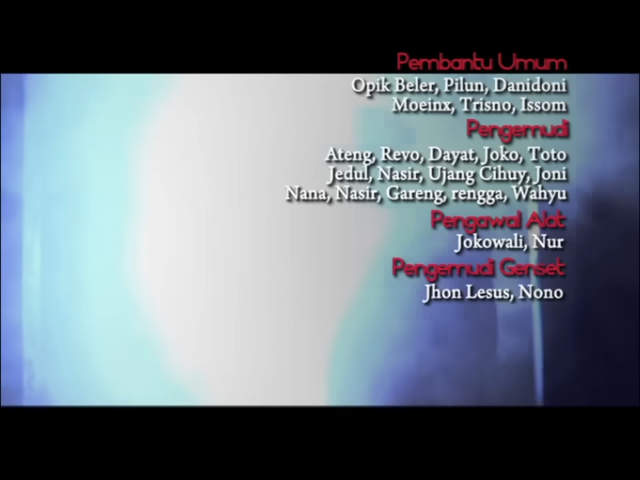 Pembantu Umum
Opik Beler, Pilun, Danidoni
Moeinx, Trisno, Issom
Pengemudi
Ateng, Revo, Dayat, Joko, Toto
Jedul, Nasir, Ujang Cihuy, Joni
Nana, Nasir, Gareng, rengga, Wahyu
Pengawal Alat
Jokowali, Nur
Pengemudi Genset
Jhon Lesus, Nono